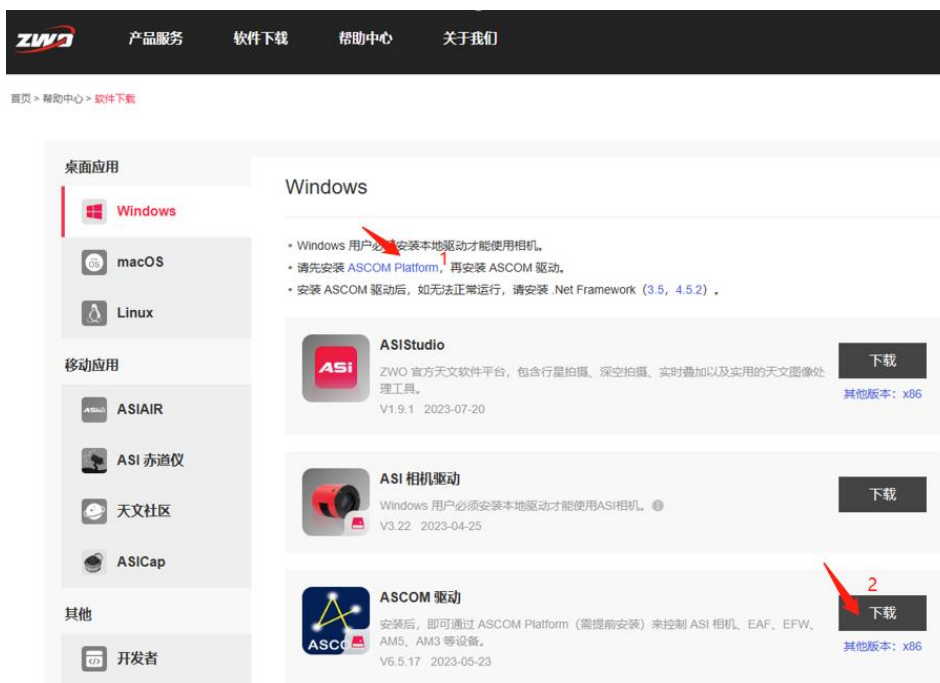 ZWO 产品服务 软件下载 帮助中心 关于我们
首页 > 帮助中心 > 软件下载
桌面应用
Windows
macOS
Linux
移动应用
ASIAIR
ASI 赤道仪
天文社区
ASICap
其他
开发者
Windows
• Windows 用户必须安装本地驱动才能使用相机。
1
• 请先安装 ASCOM Platform，再安装 ASCOM 驱动。
• 安装 ASCOM 驱动后，如无法正常运行，请安装 .Net Framework（3.5，4.5.2）.
ASI
ASIStudio
ZWO 官方天文软件平台，包含行星拍摄、深空拍摄、实时叠加以及实用的天文图像处
理工具。
V1.9.1 2023-07-20
下载
其他版本：x86
ASI 相机驱动
Windows 用户必须安装本地驱动才能使用ASI相机。
V3.22 2023-04-25
下载
ASCOM 驱动
安装后，即可通过 ASCOM Platform（需提前安装）来控制 ASI 相机、EAF、EFW、
AM5、AM3 等设备。
V6.5.17 2023-05-23
2
下载
其他版本：x86